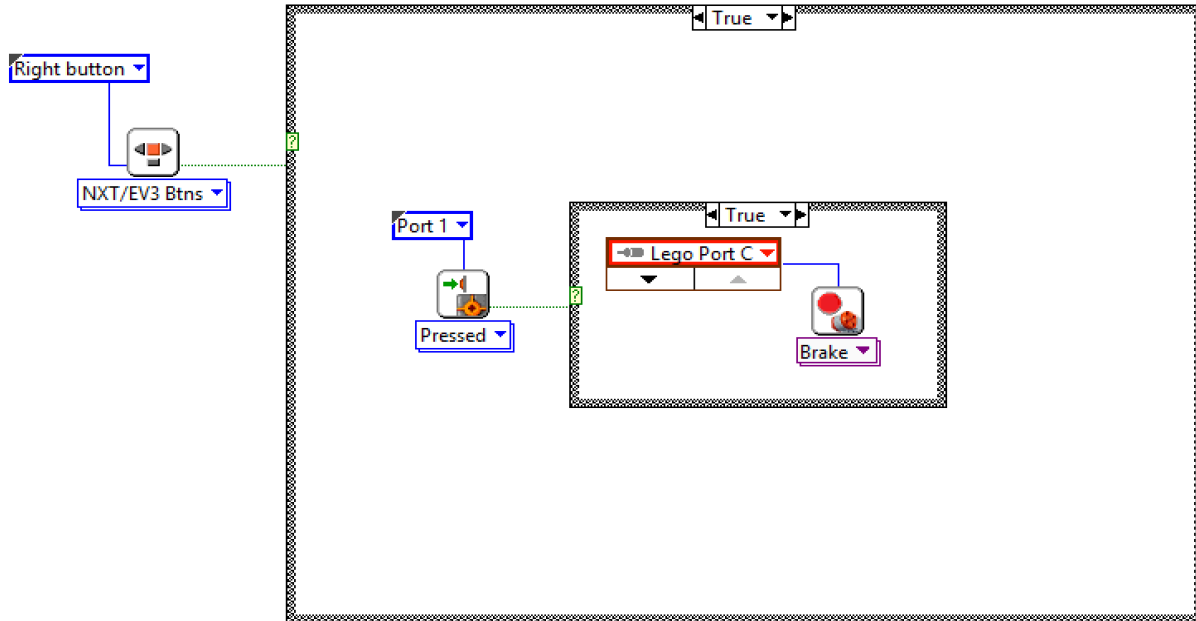 True
Right button
?
NXT/EV3 Btns
Port 1
True
Lego Port C
?
Pressed
Brake